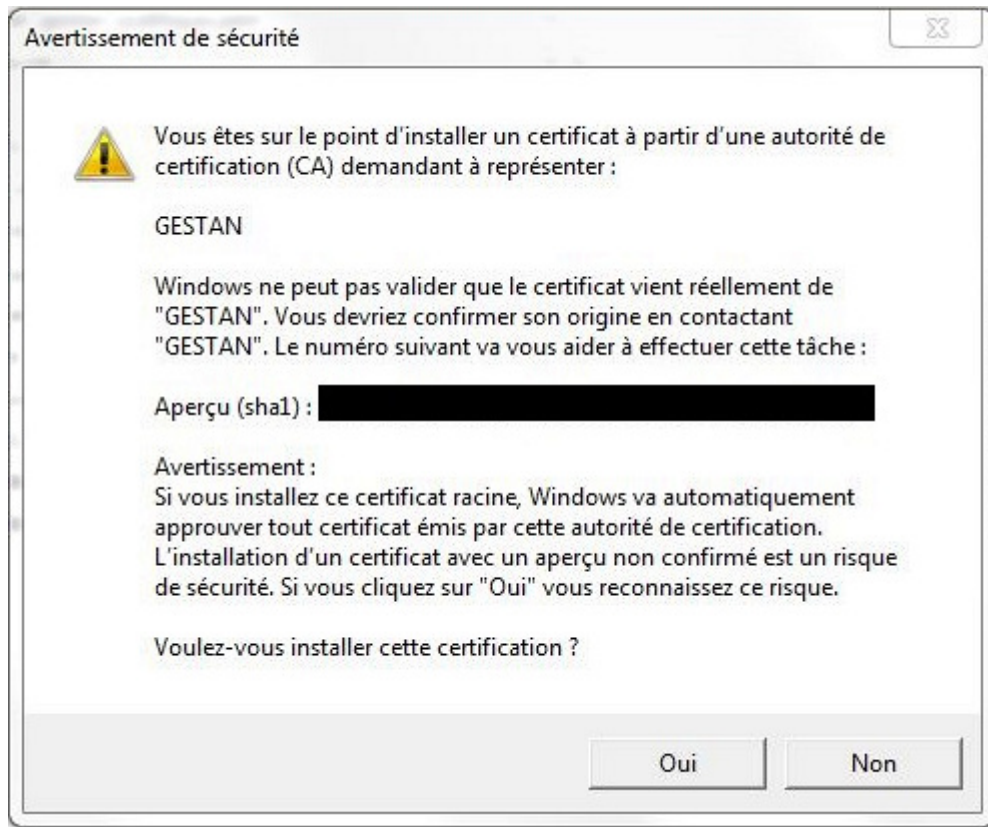 Avertissement de sécurité
Vous êtes sur le point d'installer un certificat à partir d'une autorité de
certification (CA) demandant à représenter :
GESTAN
Windows ne peut pas valider que le certificat vient réellement de
"GESTAN". Vous devriez confirmer son origine en contactant
"GESTAN". Le numéro suivant va vous aider à effectuer cette tâche :
Aperçu (sha1) :
Avertissement :
Si vous installez ce certificat racine, Windows va automatiquement
approuver tout certificat émis par cette autorité de certification.
L'installation d'un certificat avec un aperçu non confirmé est un risque
de sécurité. Si vous cliquez sur "Oui" vous reconnaissez ce risque.
Voulez-vous installer cette certification ?
Oui
Non